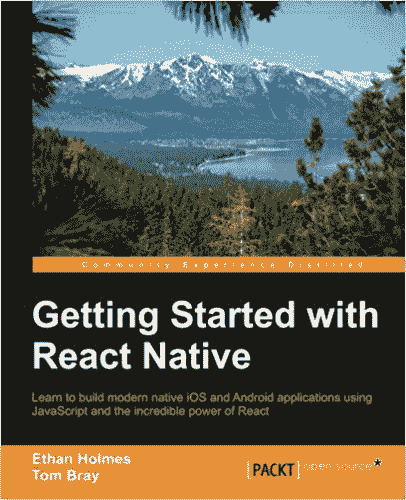 Community Experience Distilled
Getting Started with
React Native
Learn to build modern native iOS and Android applications using
JavaScript and the incredible power of React
Ethan Holmes
Tom Bray
[PACKT] open source*